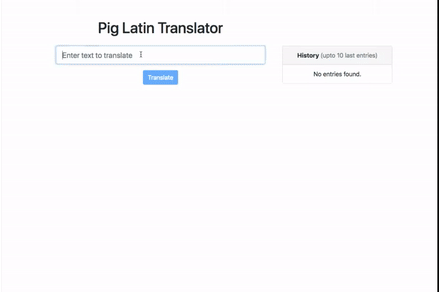 Pig Latin Translator
Enter text to translate
Translate
History (upto 10 last entries)
No entries found.